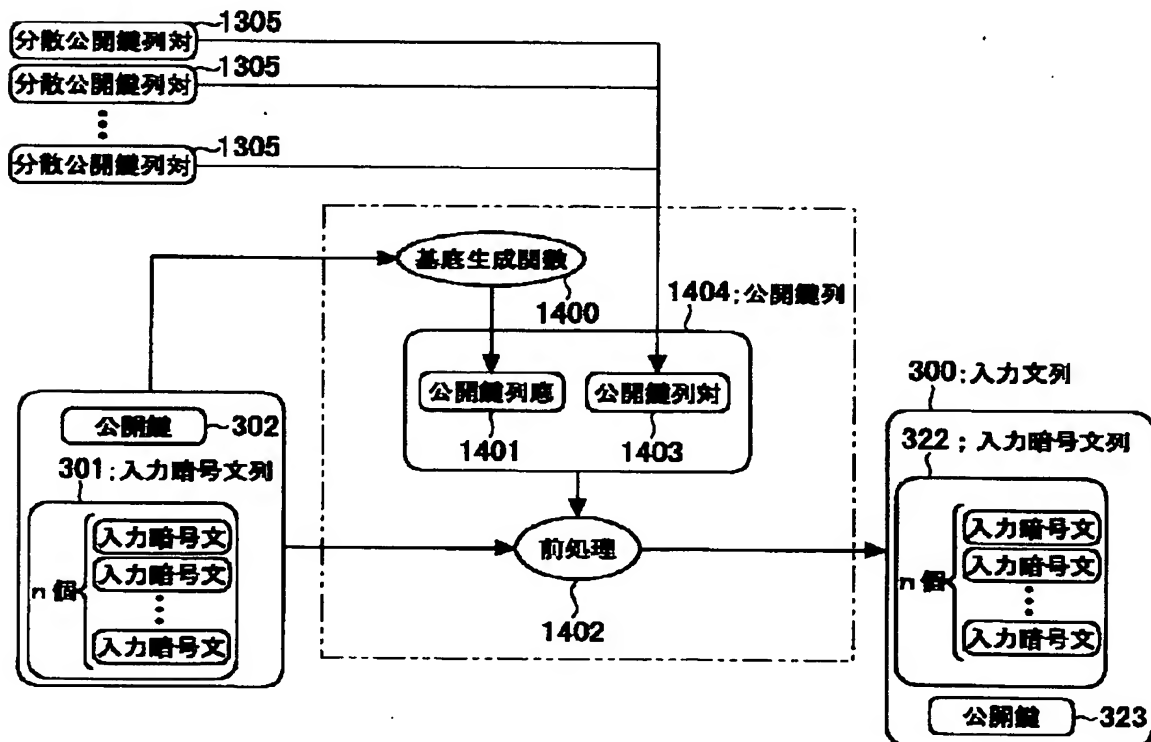 分散公開鍵列対 1305
分散公開鍵列対 1305
分散公開鍵列対 1305
基底生成関数
1400
1404;公開鍵列
公開鍵列底
公開鍵列対
1401
1403
公開鍵 302
301;入力暗号文列
n個
入力暗号文
入力暗号文
入力暗号文
前処理
1402
300;入力文列
322;入力暗号文列
n個
入力暗号文
入力暗号文
入力暗号文
公開鍵 323